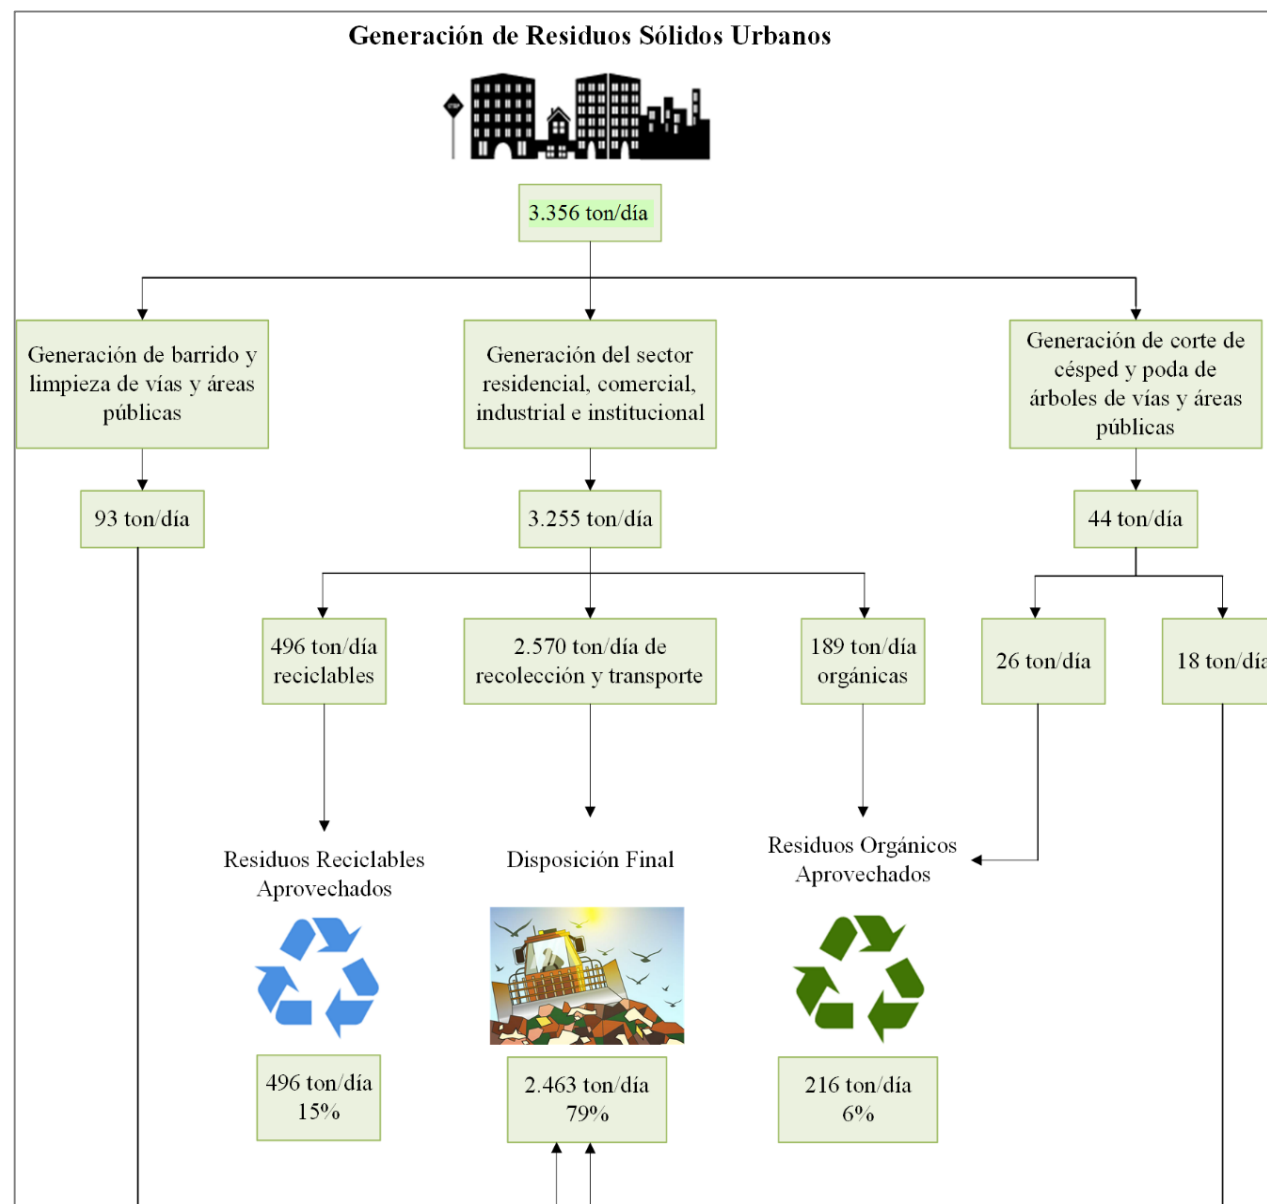 Generación de Residuos Sólidos Urbanos
3.356 ton/día
Generación de barrido y
limpieza de vías y áreas
públicas
Generación del sector
residencial, comercial,
industrial e institucional
Generación de corte de
césped y poda de
árboles de vías y áreas
públicas
93 ton/día
3.255 ton/día
44 ton/día
496 ton/día
reciclables
2.570 ton/día de
recolección y transporte
189 ton/día
orgánicas
26 ton/día
18 ton/día
Residuos Reciclables
Aprovechados
Disposición Final
Residuos Orgánicos
Aprovechados
496 ton/día
15%
2.463 ton/día
79%
216 ton/día
6%